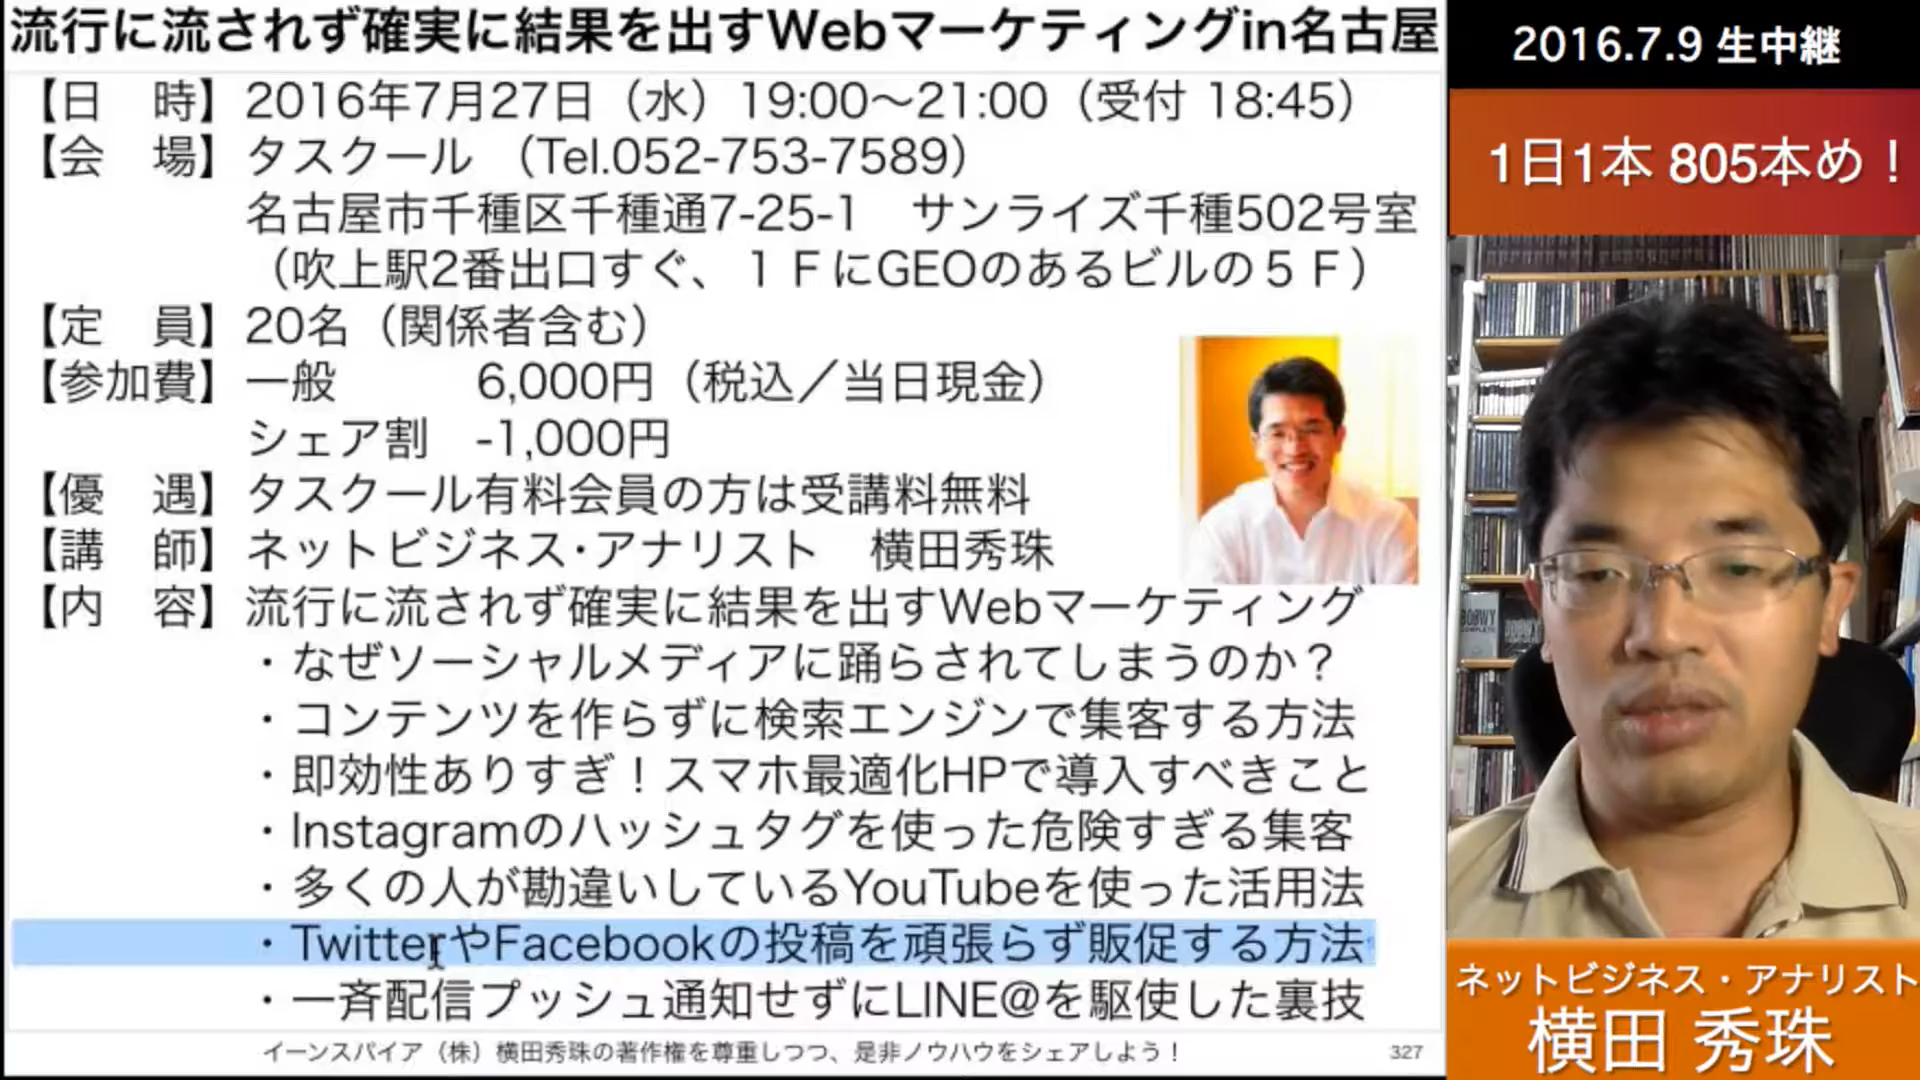 流行に流されず確実に結果を出すWebマーケティングin名古屋
【日　時】2016年7月27日（水）19:00〜21:00（受付 18:45）
【会　場】タスクール　（Tel.052-753-7589）
名古屋市千種区千種通7-25-1　サンライズ千種502号室
（吹上駅2番出口すぐ、１ＦにGEOのあるビルの５Ｆ）
【定　員】20名（関係者含む）
【参加費】一般　　　6,000円（税込／当日現金）
シェア割　-1,000円
【優　遇】タスクール有料会員の方は受講料無料
【講　師】ネットビジネス・アナリスト　横田秀珠
【内　容】流行に流されず確実に結果を出すWebマーケティング
・なぜソーシャルメディアに踊らされてしまうのか？
・コンテンツを作らずに検索エンジンで集客する方法
・即効性ありすぎ！スマホ最適化HPで導入すべきこと
・Instagramのハッシュタグを使った危険すぎる集客
・多くの人が勘違いしているYouTubeを使った活用法
・TwitterやFacebookの投稿を頑張らず販促する方法
・一斉配信プッシュ通知せずにLINE@を駆使した裏技
イーンスパイア（株）横田秀珠の著作権を尊重しつつ、是非ノウハウをシェアしよう！
327
2016.7.9 生中継
1日1本 805本め！
BOØWY
COMPLETE
ネットビジネス・アナリスト
横田 秀珠